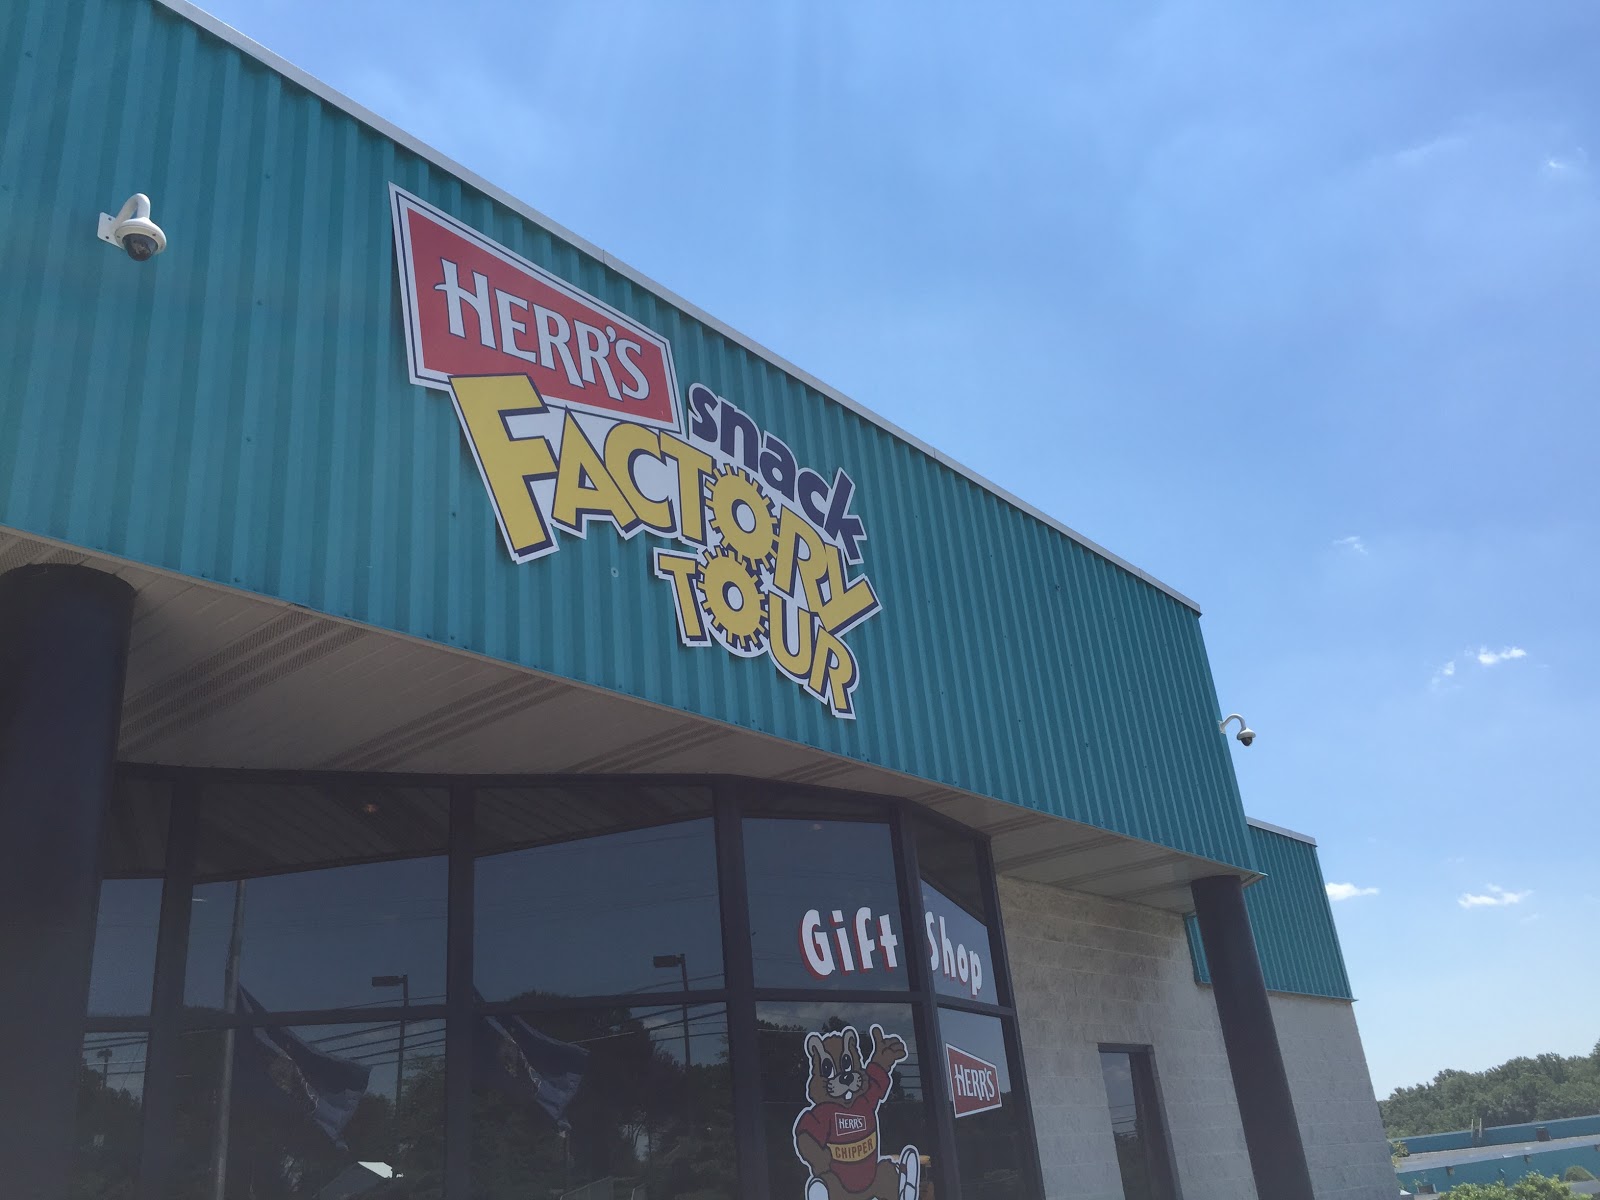 HERR'S
snack
FACTORY
TOUR
Gift Shop
HERR'S
HERR'S
CHIPPER